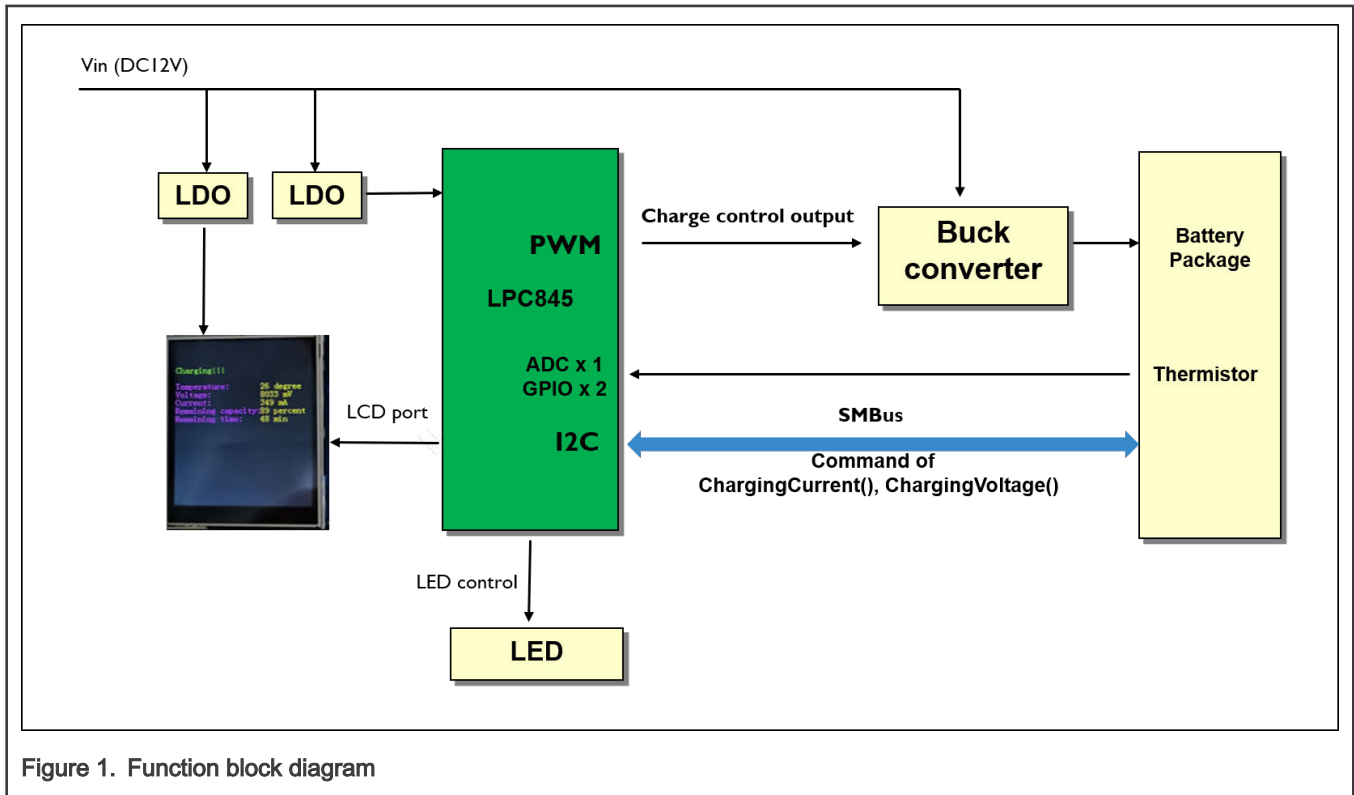 Vin (DC12V)
LDO
LDO
PWM
LPC845
ADC x 1
GPIO x 2
I2C
Charge control output
Buck
converter
Battery
Package
Thermistor
SMBus
Command of
ChargingCurrent(), ChargingVoltage()
Charging!!!
Temperature: 26 degree
Voltage: 8033 mV
Current: 349 mA
Remaining capacity:89 percent
Remaining time: 48 min
LCD port
LED control
LED
Figure 1. Function block diagram